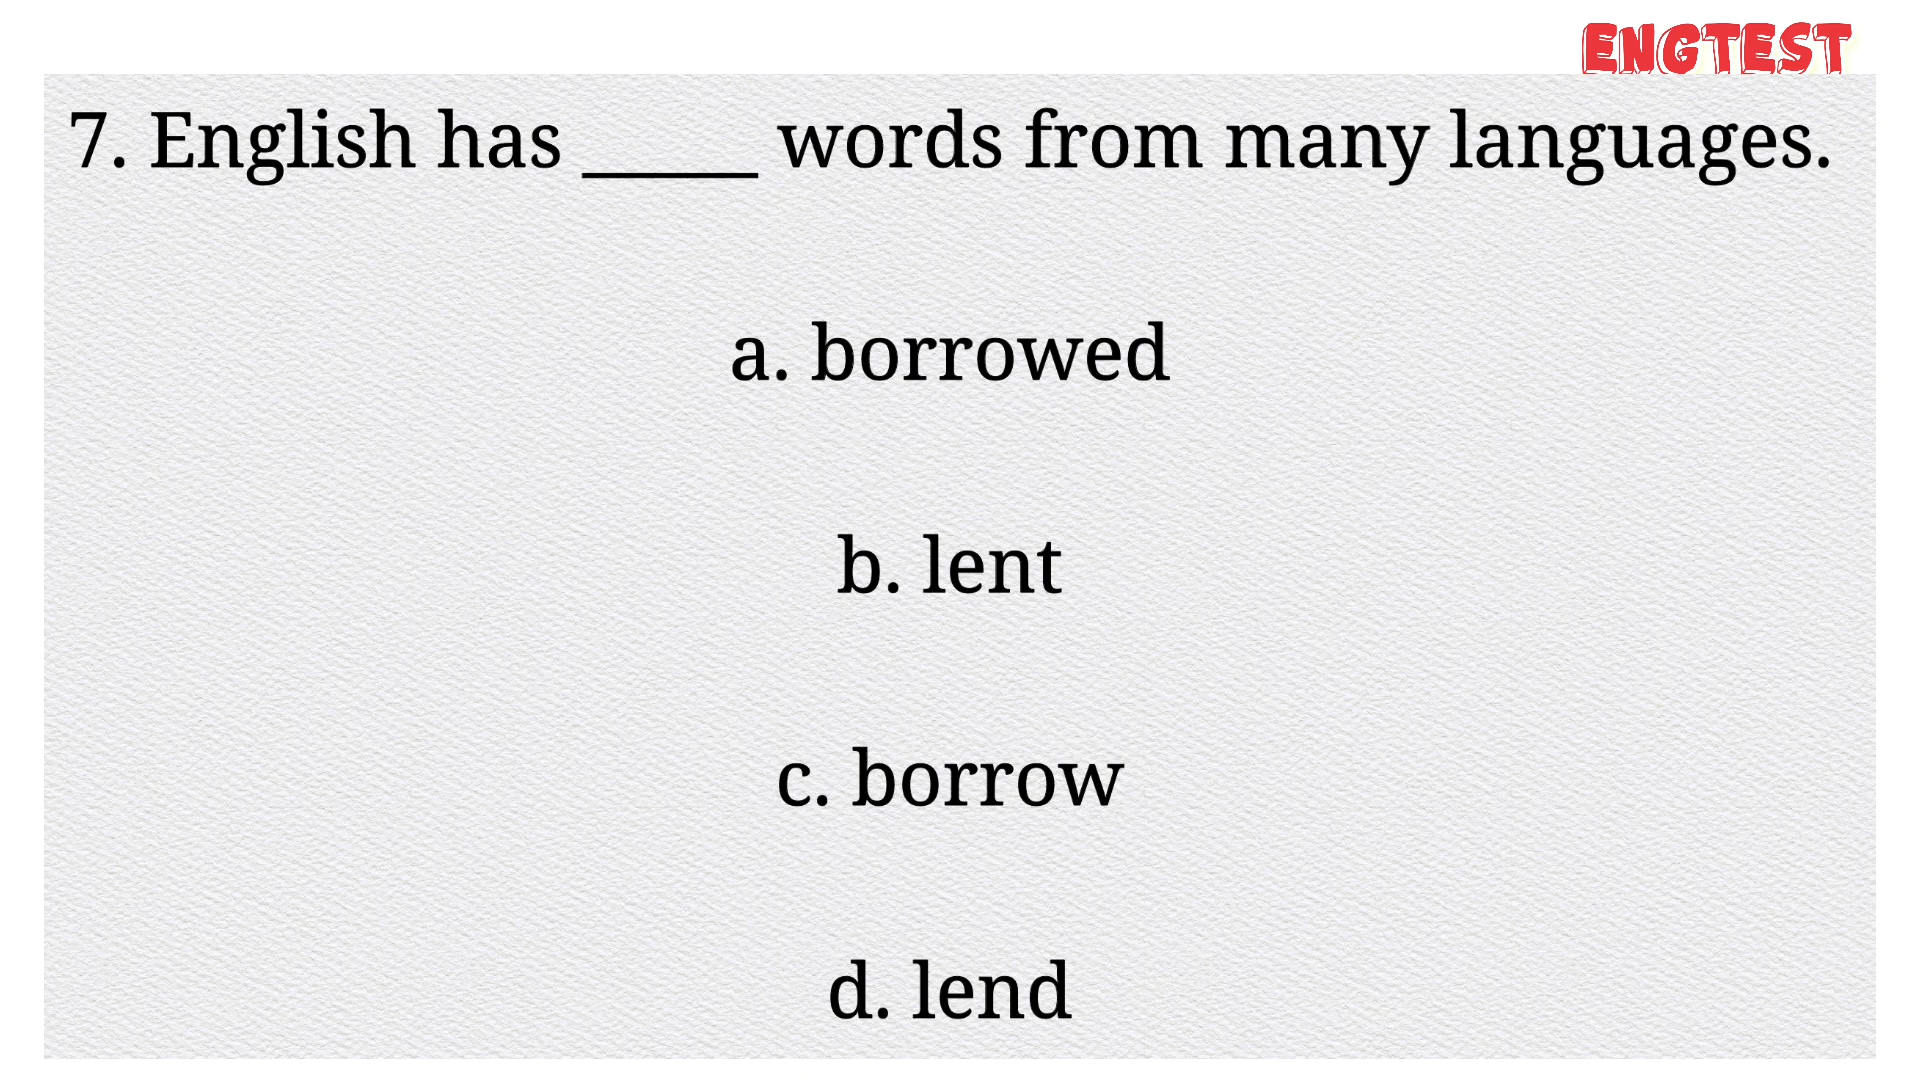 ENGTEST
7. English has _____ words from many languages.
a. borrowed
b. lent
c. borrow
d. lend